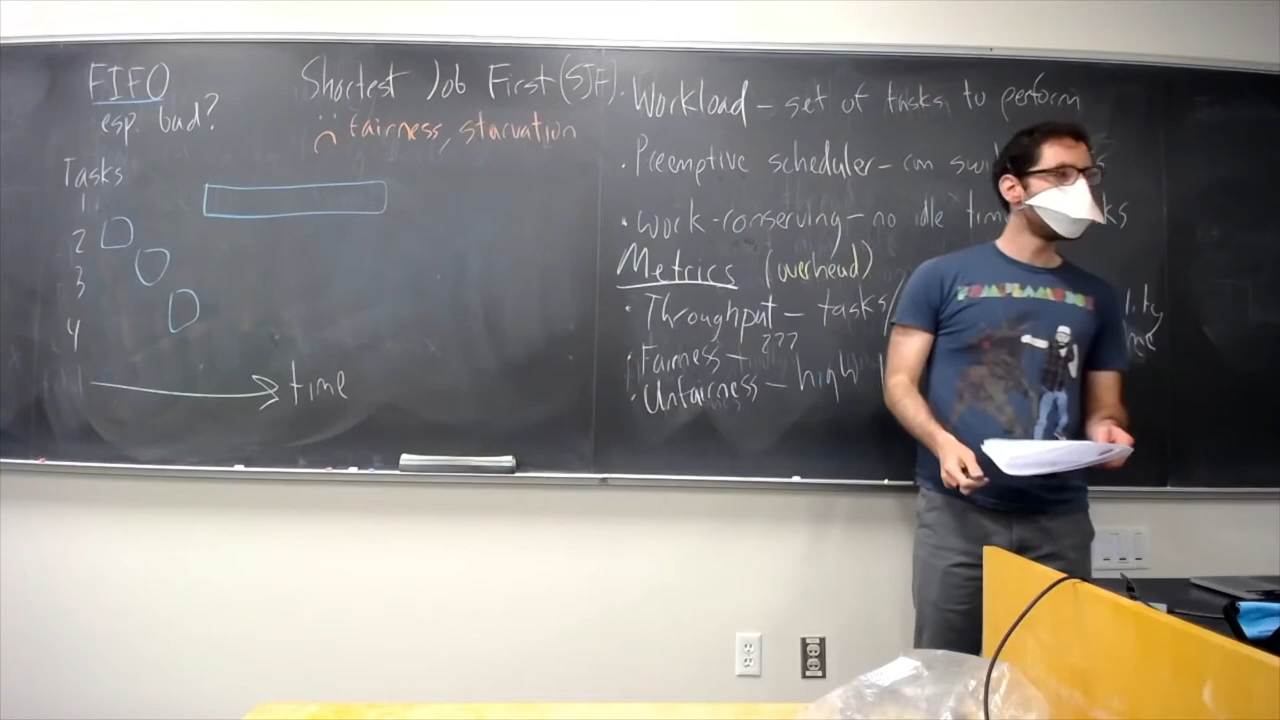 FIFO
esp. bad?
Shortest Job First (SJF)
:( fairness, starvation
Tasks
1
2
3
4
time
· Workload – set of tasks to perform
· Preemptive scheduler – can
· Work-conserving – no idle
Metrics (overhead)
· Throughput – tasks/
· Fairness – ???
· Unfairness – high